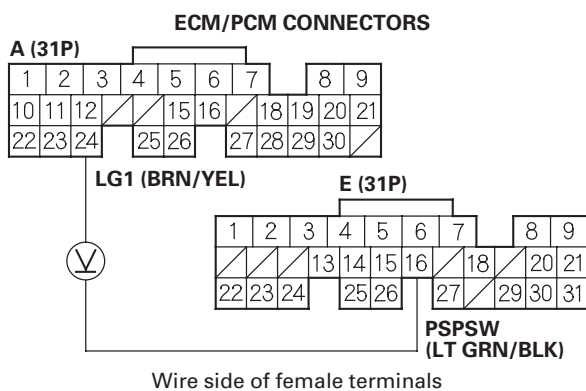 ECM/PCM CONNECTORS
A (31P)
1 2 3 4 5 6 7 8 9
10 11 12 15 16 18 19 20 21
22 23 24 25 26 27 28 29 30
LG1 (BRN/YEL)
E (31P)
1 2 3 4 5 6 7 8 9
13 14 15 16 18 20 21
22 23 24 25 26 27 29 30 31
V
PSPSW
(LT GRN/BLK)
Wire side of female terminals